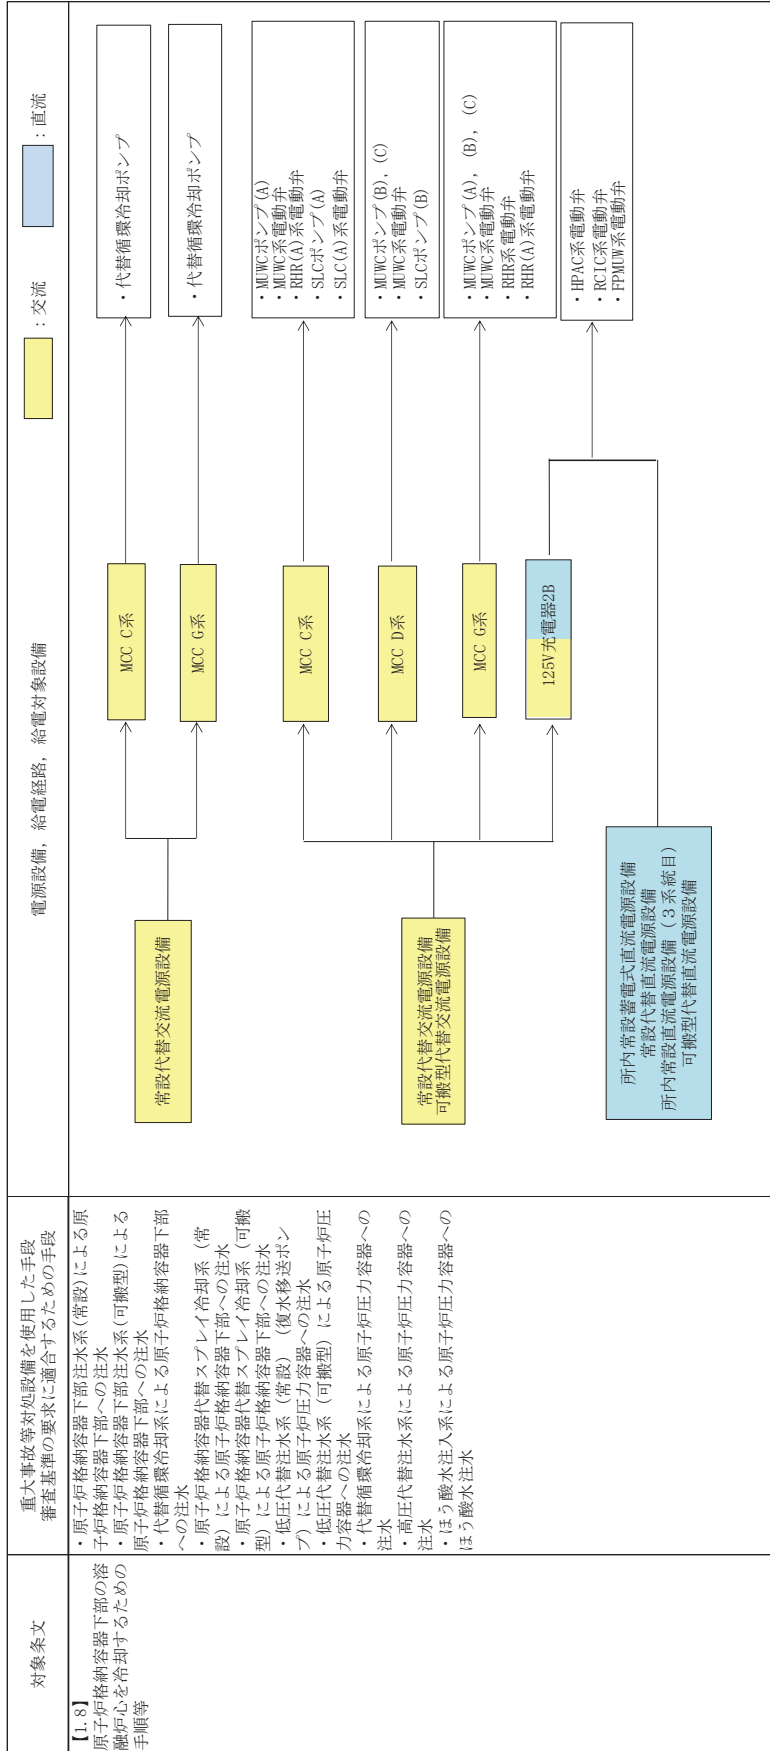 対象条文
重大事故等対処設備を使用した手段
審査基準の要求に適合するための手段
電源設備，給電経路，給電対象設備
：交流
：直流
【1.8】
原子炉格納容器下部の溶
融炉心を冷却するための
手順等
・原子炉格納容器下部注水系(常設)による原
子炉格納容器下部への注水
・原子炉格納容器下部注水系(可搬型)による
原子炉格納容器下部への注水
・代替循環冷却系による原子炉格納容器下部
への注水
・原子炉格納容器代替スプレイ冷却系（常
設）による原子炉格納容器下部への注水
・原子炉格納容器代替スプレイ冷却系（可搬
型）による原子炉格納容器下部への注水
・低圧代替注水系（常設）（復水移送ポン
プ）による原子炉圧力容器への注水
・低圧代替注水系（可搬型）による原子炉圧
力容器への注水
・代替循環冷却系による原子炉圧力容器への
注水
・高圧代替注水系による原子炉圧力容器への
注水
・ほう酸水注入系による原子炉圧力容器への
ほう酸水注水
常設代替交流電源設備
MCC C系
・代替循環冷却ポンプ
MCC G系
・代替循環冷却ポンプ
常設代替交流電源設備
可搬型代替交流電源設備
MCC C系
・MUWCポンプ(A)
・MUWC系電動弁
・RHR(A)系電動弁
・SLCポンプ(A)
・SLC(A)系電動弁
MCC D系
・MUWCポンプ(B)，(C)
・MUWC系電動弁
・SLCポンプ(B)
MCC G系
・MUWCポンプ(A)，(B)，(C)
・MUWC系電動弁
・RHR系電動弁
・RHR(A)系電動弁
125V充電器2B
・HPAC系電動弁
・RCIC系電動弁
・FPMUW系電動弁
所内常設蓄電式直流電源設備
常設代替直流電源設備
所内常設直流電源設備（３系統目）
可搬型代替直流電源設備